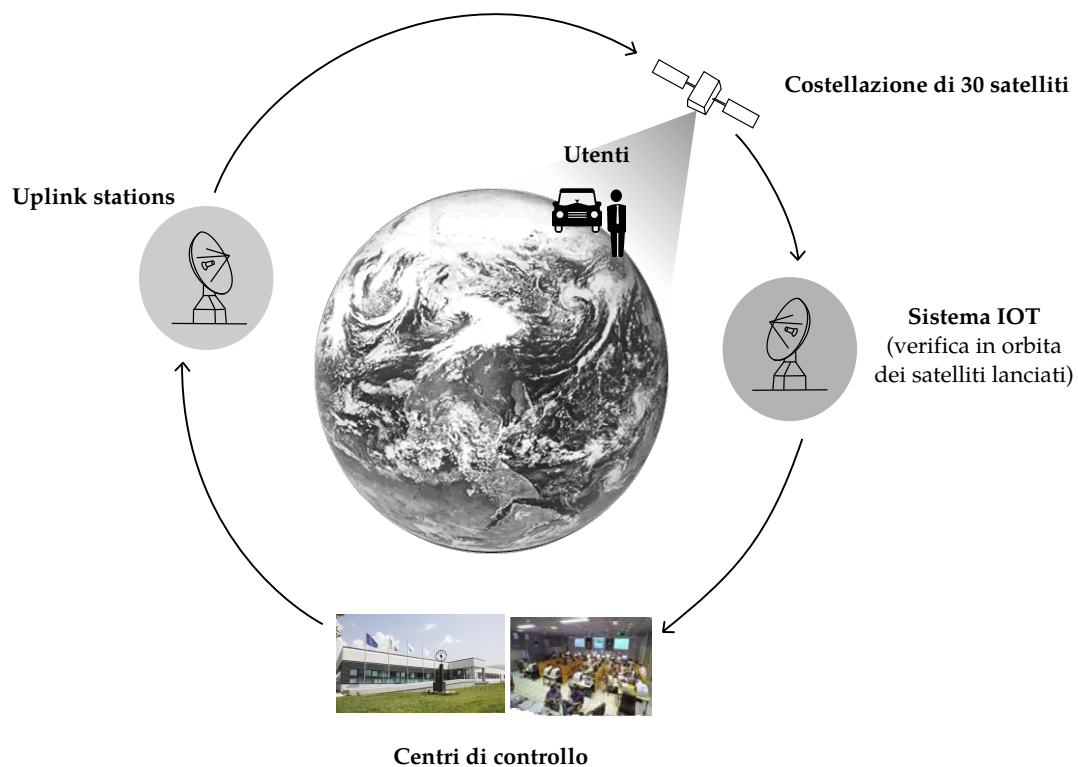 Costellazione di 30 satelliti
Utenti
Uplink stations
Sistema IOT
(verifica in orbita
dei satelliti lanciati)
Centri di controllo